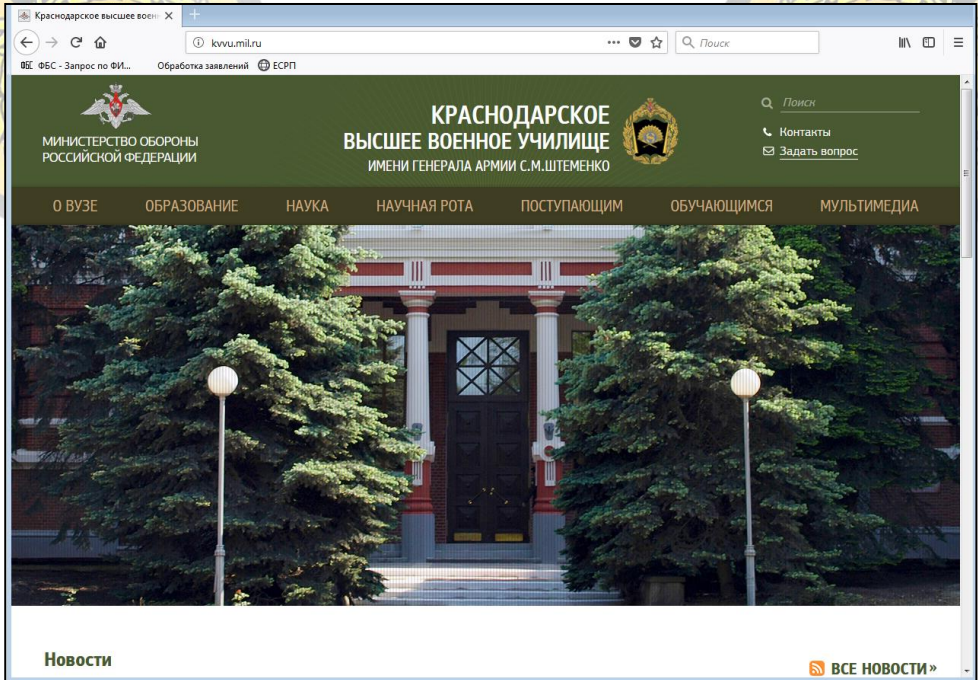 Краснодарское высшее воен
kvvu.mil.ru
Поиск
ФБС - Запрос по ФИ...
Обработка заявлений
ЕСРП
МИНИСТЕРСТВО ОБОРОНЫ
РОССИЙСКОЙ ФЕДЕРАЦИИ
КРАСНОДАРСКОЕ
ВЫСШЕЕ ВОЕННОЕ УЧИЛИЩЕ
ИМЕНИ ГЕНЕРАЛА АРМИИ С.М.ШТЕМЕНКО
Поиск
Контакты
Задать вопрос
О ВУЗЕ
ОБРАЗОВАНИЕ
НАУКА
НАУЧНАЯ РОТА
ПОСТУПАЮЩИМ
ОБУЧАЮЩИМСЯ
МУЛЬТИМЕДИА
Новости
ВСЕ НОВОСТИ»